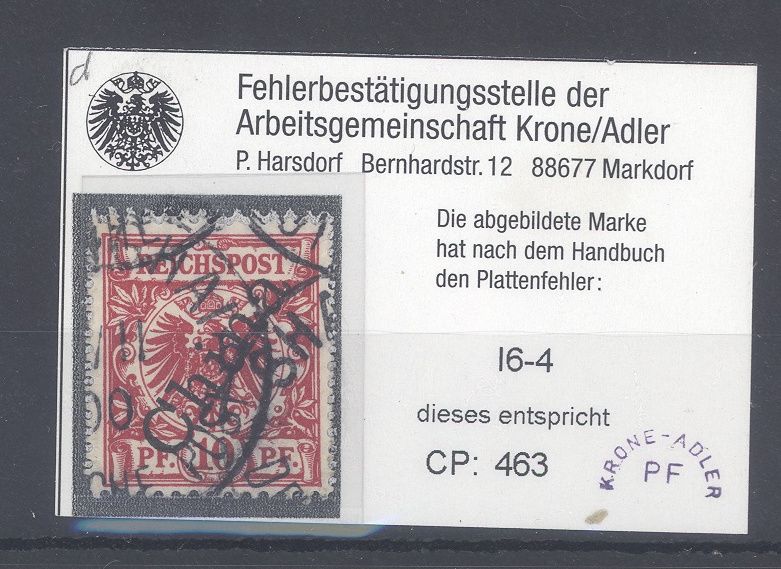 d
Fehlerbestätigungsstelle der
Arbeitsgemeinschaft Krone/Adler
P. Harsdorf Bernhardstr. 12 88677 Markdorf
Die abgebildete Marke
hat nach dem Handbuch
den Plattenfehler:
I6-4
dieses entspricht
CP: 463
KRONE-ADLER
PF
REICHSPOST
China
PF. 10 PF.